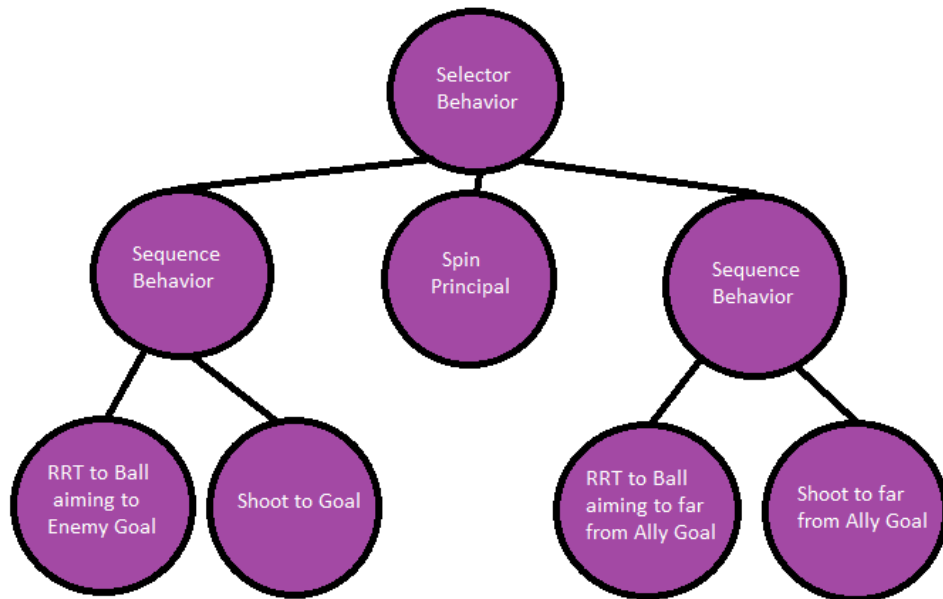 Selector
Behavior
Sequence
Behavior
Spin
Principal
Sequence
Behavior
RRT to Ball
aiming to
Enemy Goal
Shoot to Goal
RRT to Ball
aiming to far
from Ally Goal
Shoot to far
from Ally Goal